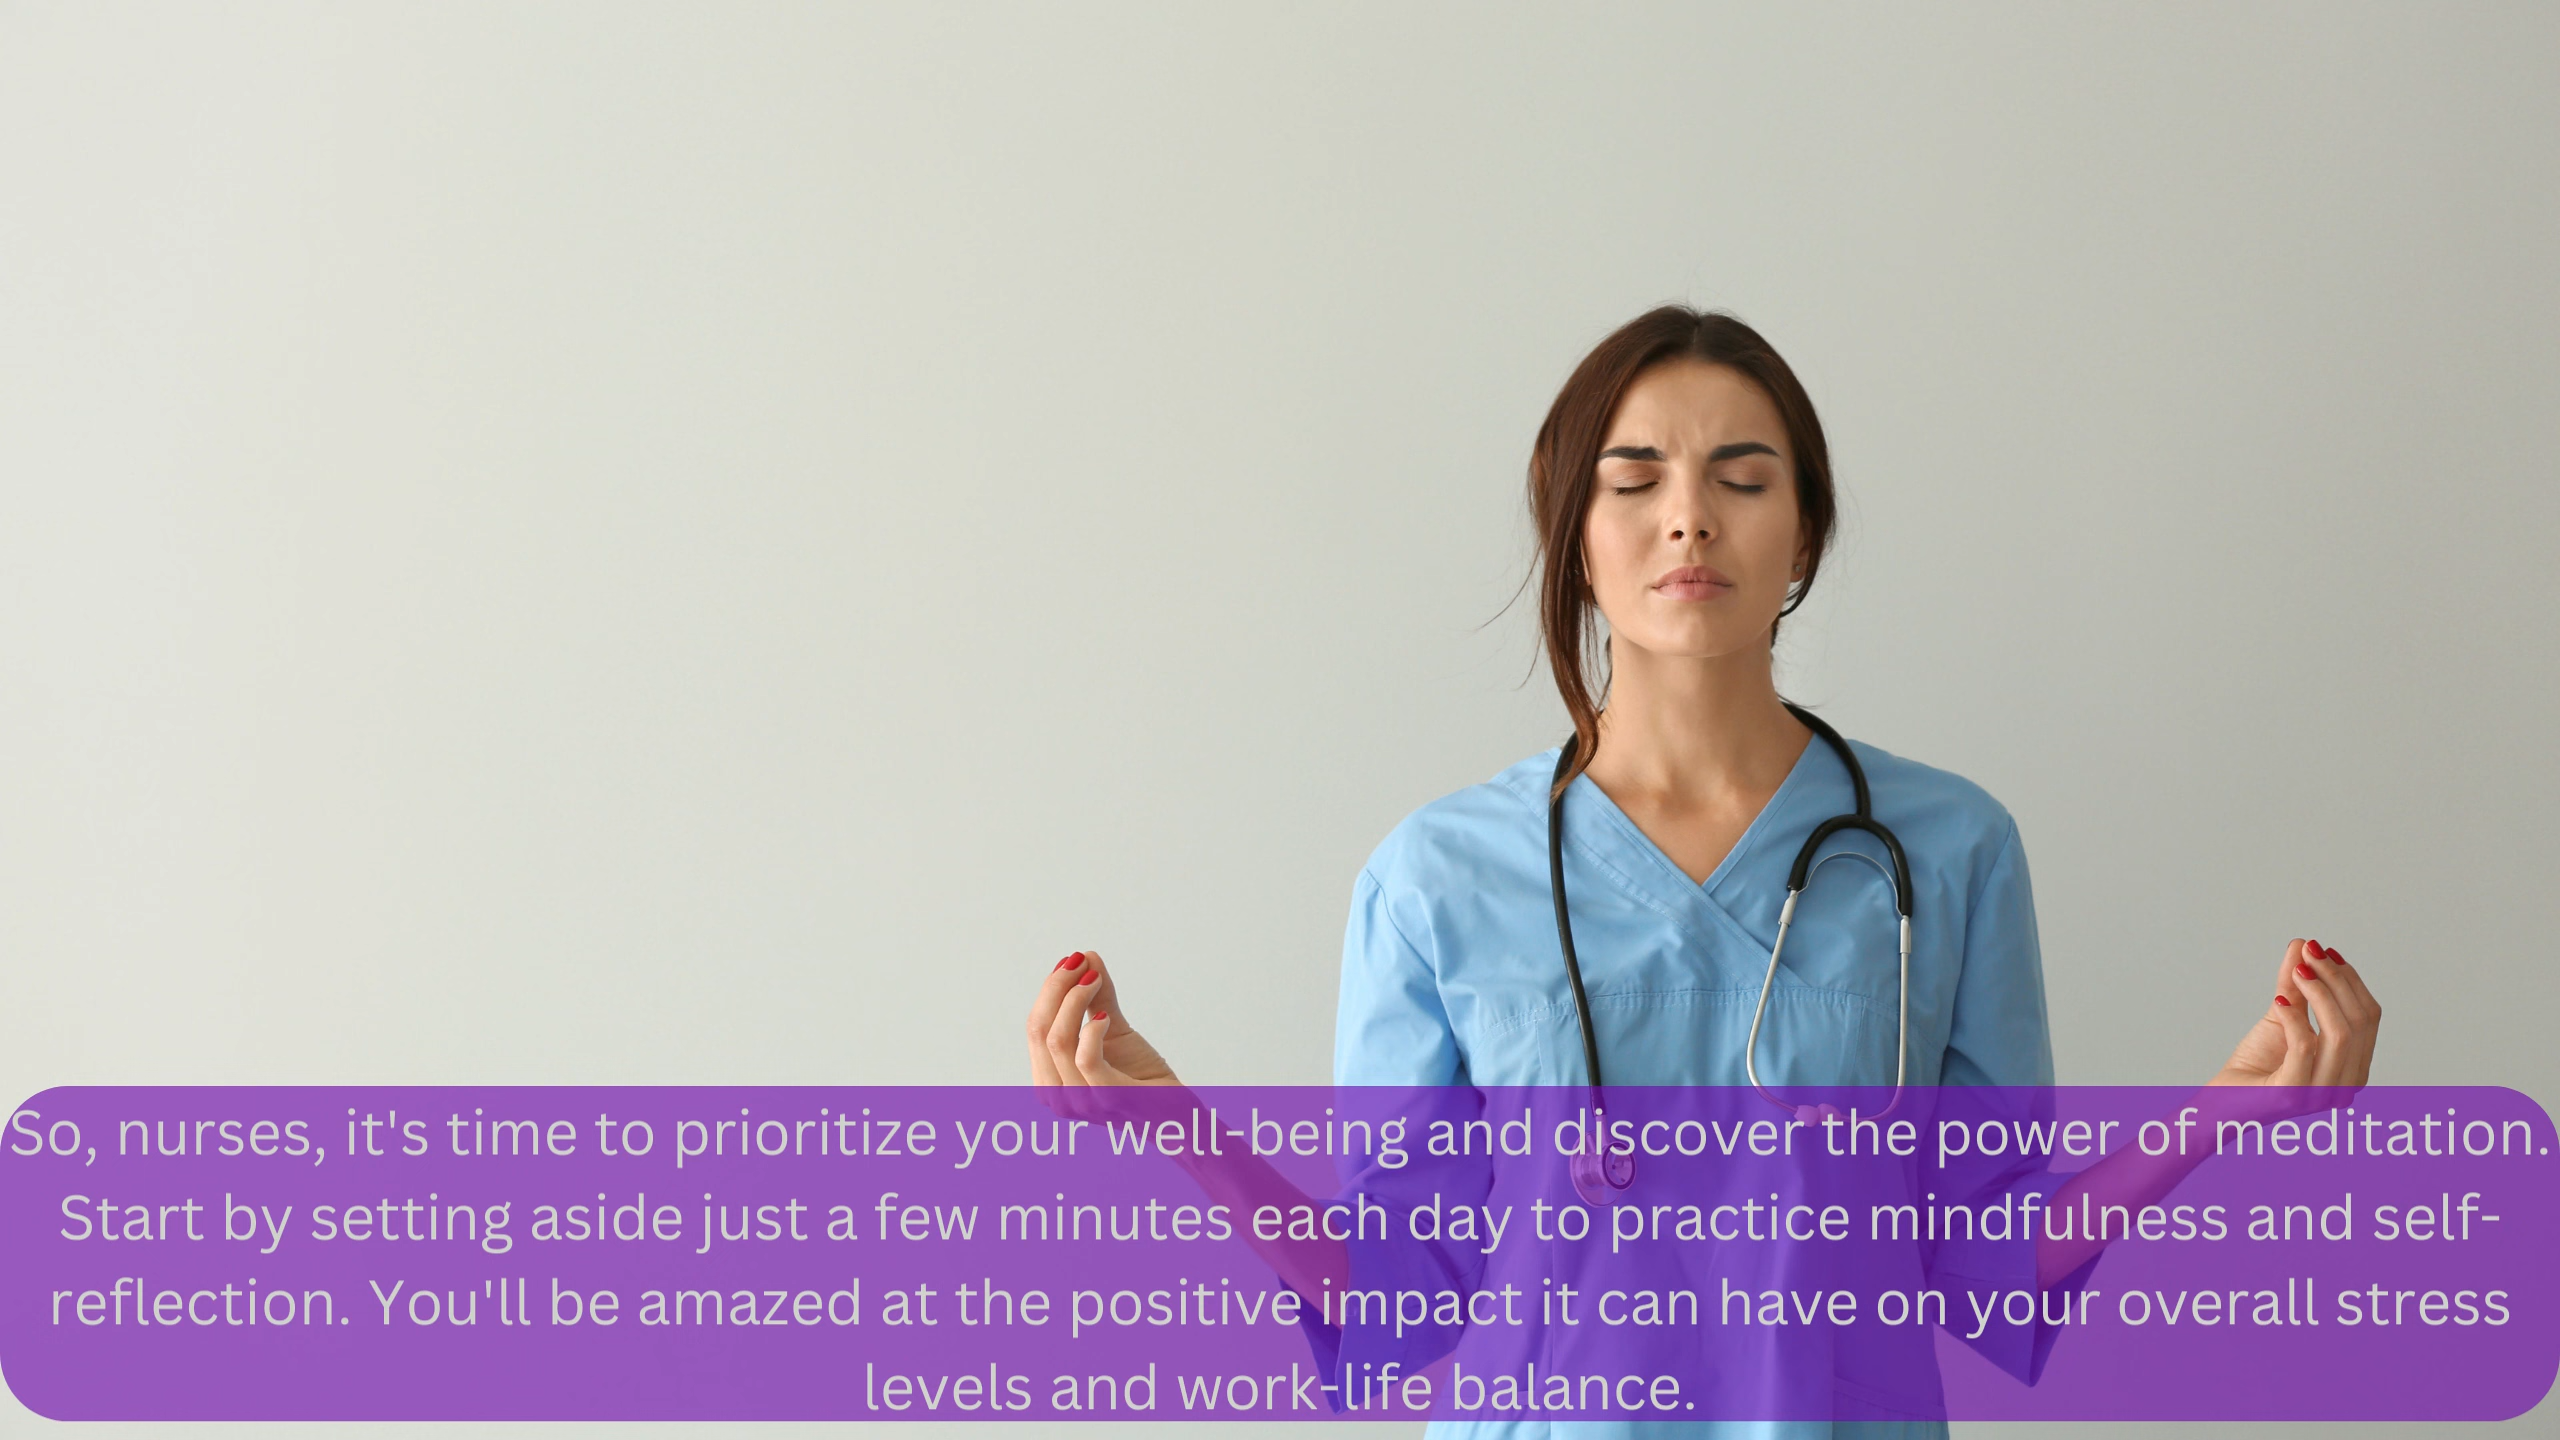 So, nurses, it's time to prioritize your well-being and discover the power of meditation.
Start by setting aside just a few minutes each day to practice mindfulness and self-
reflection. You'll be amazed at the positive impact it can have on your overall stress
levels and work-life balance.